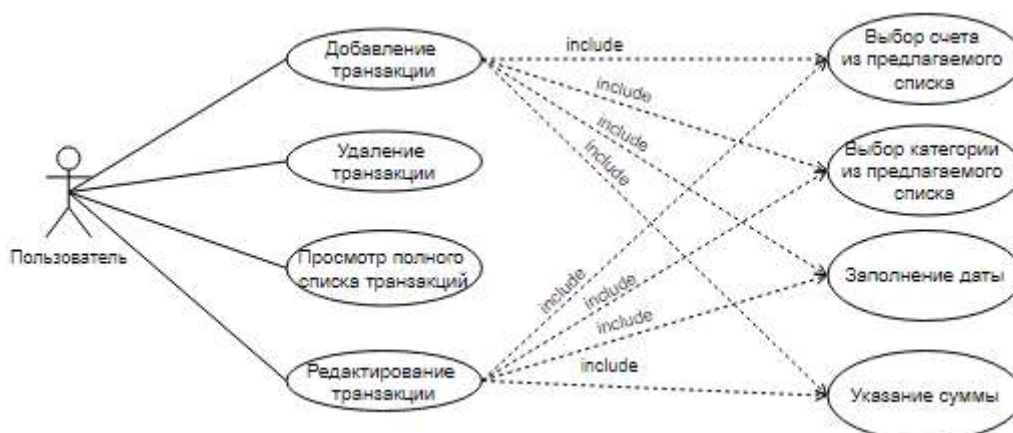 Добавление
транзакции
include
Выбор счета
из предлагаемого
списка
include
include
include
Удаление
транзакции
Выбор категории
из предлагаемого
списка
Пользователь
Просмотр полного
списка транзакций
include
include
include
Заполнение даты
Редактирование
транзакции
include
Указание суммы